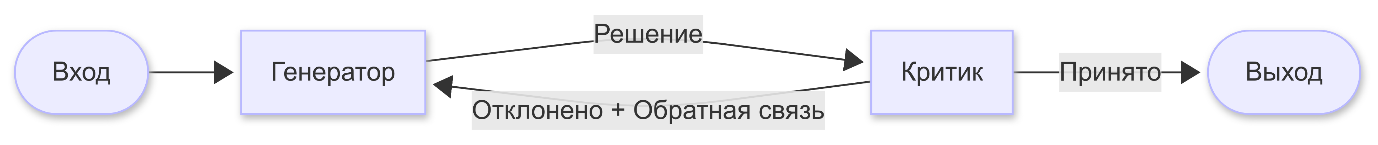 Вход
Генератор
Решение
Отклонено + Обратная связь
Критик
Принято
Выход